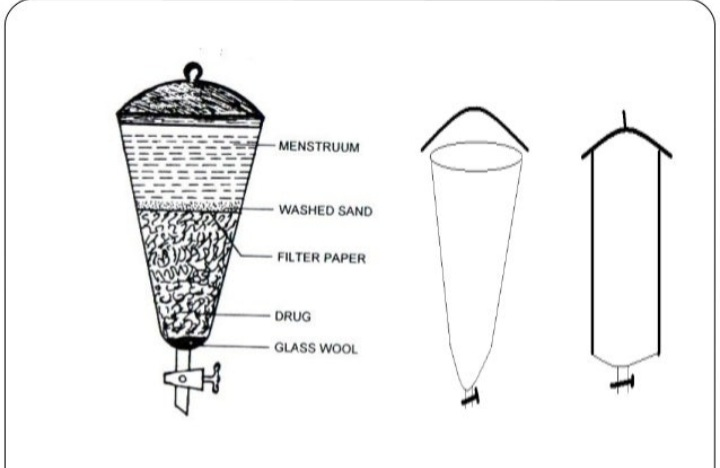 MENSTRUUM
WASHED SAND
FILTER PAPER
DRUG
GLASS WOOL